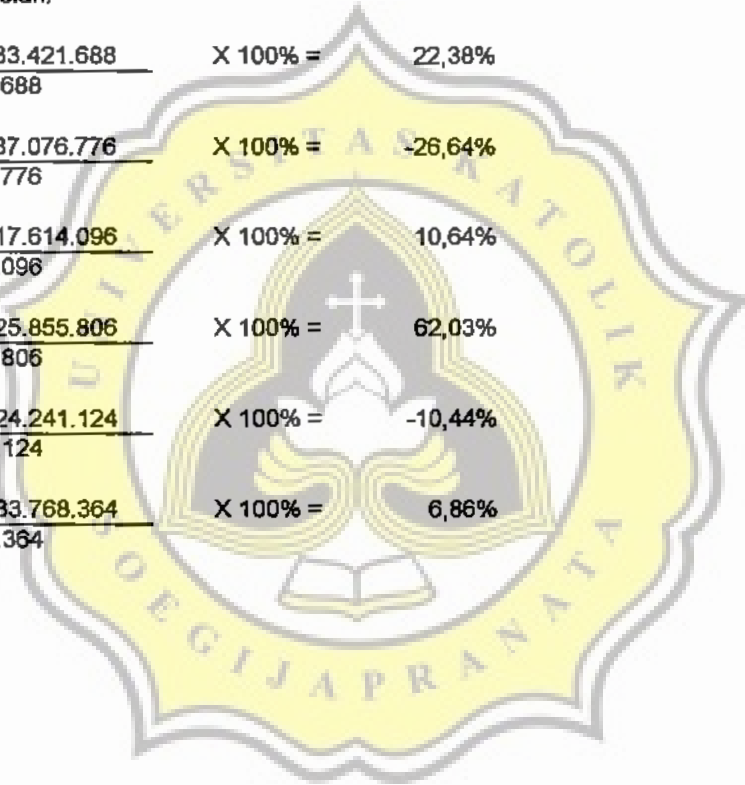 33.421.688 X 100% = 22,38%
688
37.076.776 X 100% = -26,64%
776
17.614.096 X 100% = 10,64%
096
25.855.806 X 100% = 62,03%
806
24.241.124 X 100% = -10,44%
124
33.768.364 X 100% = 6,86%
364
UNIVERSITAS KATOLIK
SOEGIJAPRANATA